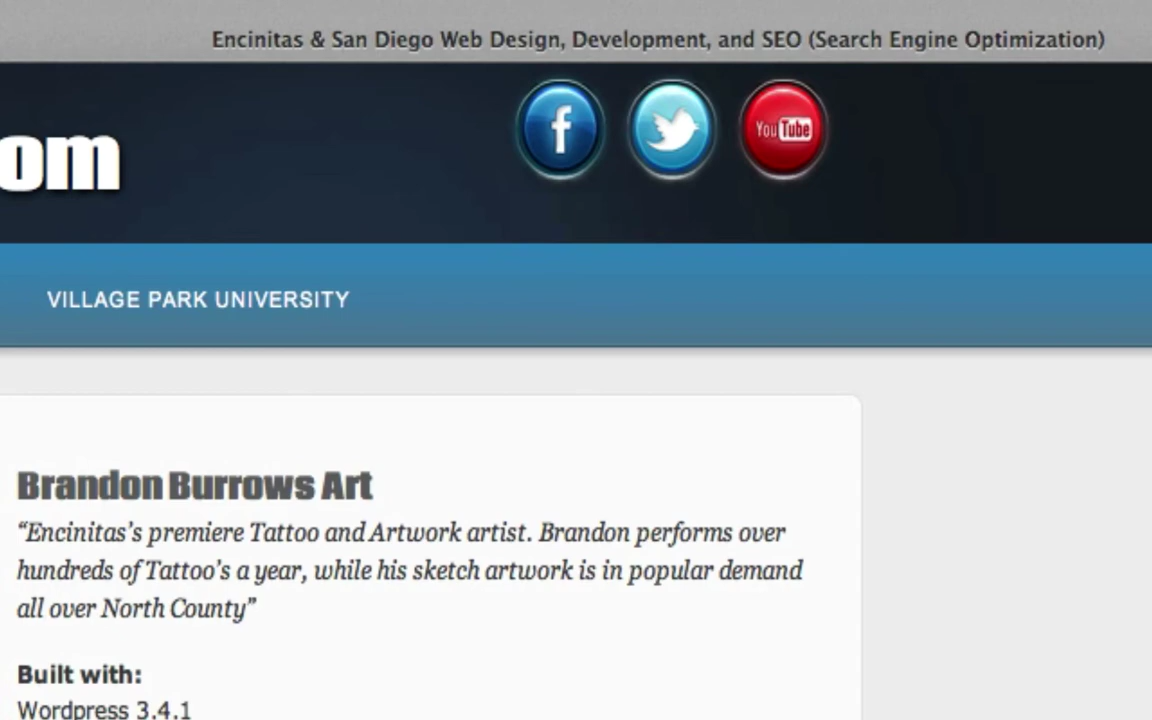 Encinitas & San Diego Web Design, Development, and SEO (Search Engine Optimization)
om
f
You Tube
VILLAGE PARK UNIVERSITY
Brandon Burrows Art
“Encinitas’s premiere Tattoo and Artwork artist. Brandon performs over
hundreds of Tattoo’s a year, while his sketch artwork is in popular demand
all over North County”
Built with:
Wordpress 3.4.1